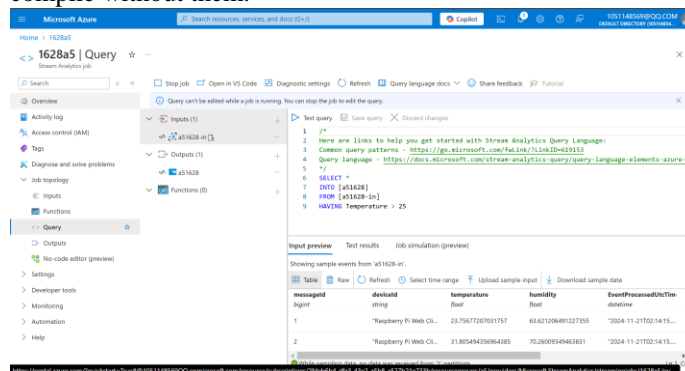 compile without them.
Microsoft Azure
Search resources, services, and docs (G+/)
Copilot
1051148569@QQ.COM
Home > 1628a5
<> 1628a5 | Query
Stream Analytics job
Search
Stop job
Open in VS Code
Diagnostic settings
Refresh
Query language docs
Share feedback
Tutorial
Overview
Activity log
Access control (IAM)
Tags
Diagnose and solve problems
Job topology
Inputs
Functions
<> Query
Outputs
No-code editor (preview)
Settings
Developer tools
Monitoring
Automation
Help
Query can't be edited while a job is running. You can stop the job to edit the query.
Inputs (1)
a51628-in
Outputs (1)
a51628
Functions (0)
Test query
Save query
Discard changes
1 /*
2 Here are links to help you get started with Stream Analytics Query Language:
3 Common query patterns - https://go.microsoft.com/fwLink/?LinkID=619153
4 Query language - https://docs.microsoft.com/stream-analytics-query/query-language-elements-azure-
5 */
6 SELECT *
7 INTO [a51628]
8 FROM [a51628-in]
9 HAVING Temperature > 25
Input preview
Test results
Job simulation (preview)
Showing sample events from 'a51628-in'.
Table
Raw
Refresh
Select time range
Upload sample input
Download sample data
messageId deviceId temperature humidity EventProcessedUtcTim
bigint string float float datetime
1 "Raspberry Pi Web Cli... 23.75677207031757 63.621206491227355 "2024-11-21T02:14:15....
2 "Raspberry Pi Web Cli... 31.805494356964385 70.26009349463831 "2024-11-21T02:14:15....